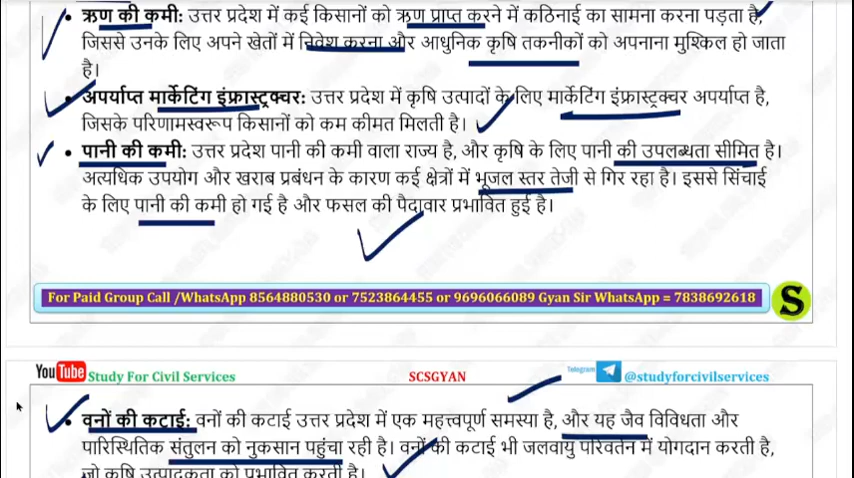 • ऋण की कमी: उत्तर प्रदेश में कई किसानों को ऋण प्राप्त करने में कठिनाई का सामना करना पड़ता है,
जिससे उनके लिए अपने खेतों में निवेश करना और आधुनिक कृषि तकनीकों को अपनाना मुश्किल हो जाता
है।
• अपर्याप्त मार्केटिंग इंफ्रास्ट्रक्चर: उत्तर प्रदेश में कृषि उत्पादों के लिए मार्केटिंग इंफ्रास्ट्रक्चर अपर्याप्त है,
जिसके परिणामस्वरूप किसानों को कम कीमत मिलती है।
• पानी की कमी: उत्तर प्रदेश पानी की कमी वाला राज्य है, और कृषि के लिए पानी की उपलब्धता सीमित है।
अत्यधिक उपयोग और खराब प्रबंधन के कारण कई क्षेत्रों में भूजल स्तर तेजी से गिर रहा है। इससे सिंचाई
के लिए पानी की कमी हो गई है और फसल की पैदावार प्रभावित हुई है।
For Paid Group Call /WhatsApp 8564880530 or 7523864455 or 9696066089 Gyan Sir WhatsApp = 7838692618
S
YouTube Study For Civil Services SCSGYAN Telegram @studyforcivilservices
• वनों की कटाई: वनों की कटाई उत्तर प्रदेश में एक महत्त्वपूर्ण समस्या है, और यह जैव विविधता और
पारिस्थितिक संतुलन को नुकसान पहुंचा रही है। वनों की कटाई भी जलवायु परिवर्तन में योगदान करती है,
जो कृषि उत्पादकता को प्रभावित करती है।